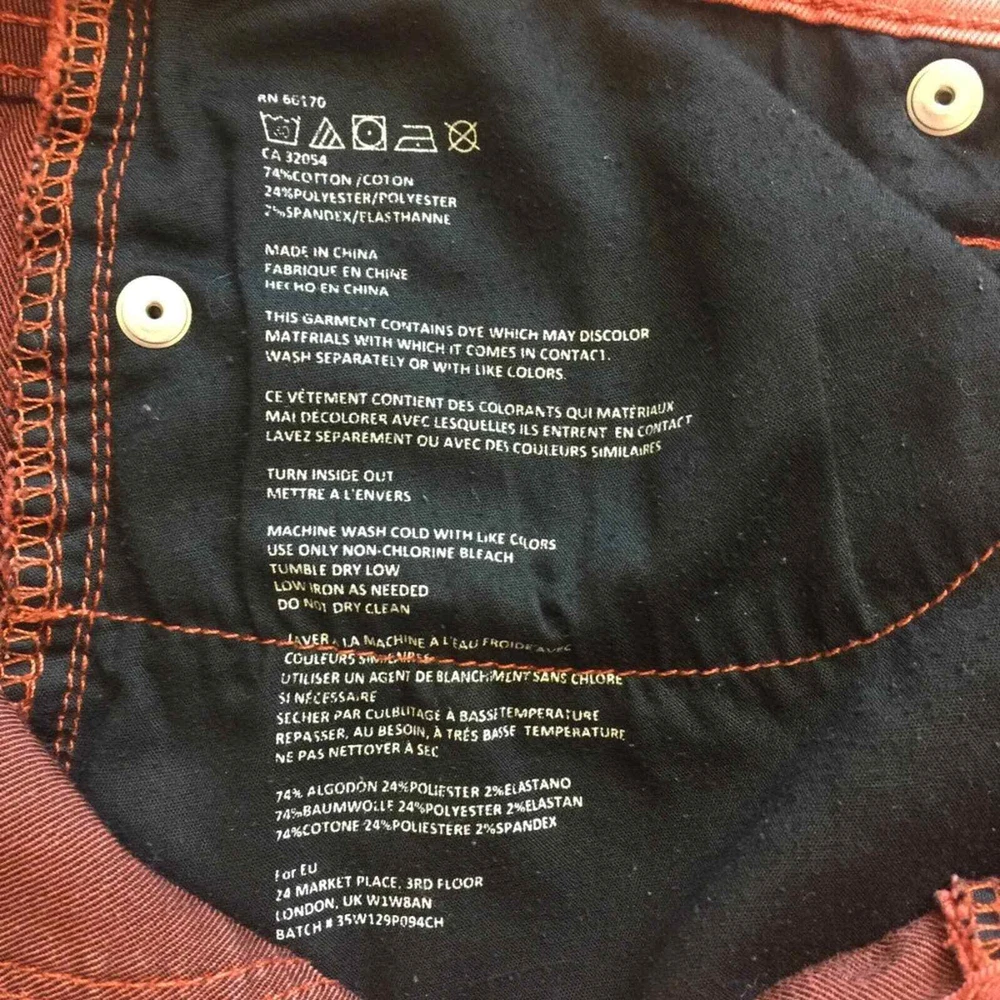 RN 66170
CA 32054
74%COTTON /COTON
24%POLYESTER/POLYESTER
2%SPANDEX/ELASTHANNE
MADE IN CHINA
FABRIQUE EN CHINE
HECHO EN CHINA
THIS GARMENT CONTAINS DYE WHICH MAY DISCOLOR
MATERIALS WITH WHICH IT COMES IN CONTACT.
WASH SEPARATELY OR WITH LIKE COLORS.
CE VÊTEMENT CONTIENT DES COLORANTS QUI MATÉRIAUX
MAI DÉCOLORER AVEC LESQUELLES ILS ENTRENT EN CONTACT
LAVEZ SÉPARÉMENT OU AVEC DES COULEURS SIMILAIRES
TURN INSIDE OUT
METTRE A L'ENVERS
MACHINE WASH COLD WITH LIKE COLORS
USE ONLY NON-CHLORINE BLEACH
TUMBLE DRY LOW
LOW IRON AS NEEDED
DO NOT DRY CLEAN
LAVER A LA MACHINE À L'EAU FROIDE AVEC
COULEURS SIMILAIRES
UTILISER UN AGENT DE BLANCHIMENT SANS CHLORE
SI NÉCESSAIRE
SECHER PAR CULBUTAGE À BASSE TEMPERATURE
REPASSER, AU BESOIN, À TRÉS BASSE TEMPERATURE
NE PAS NETTOYER À SEC
74% ALGODÓN 24%POLIESTER 2%ELASTANO
74%BAUMWOLLE 24%POLYESTER 2%ELASTAN
74%COTONE 24%POLIESTERE 2%SPANDEX
For EU
24 MARKET PLACE, 3RD FLOOR
LONDON, UK W1W8AN
BATCH # 35W129P094CH